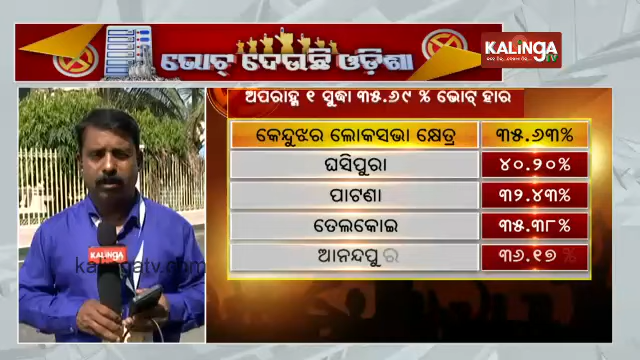 ଭୋଟ୍ ଦେଉଛି ଓଡ଼ିଶା
KALiNGA
TV
ଅପରାହ୍ନ ୧ ସୁଦ୍ଧା ୩୫.୬୯ % ଭୋଟ୍ ହାର
କେନ୍ଦୁଝର ଲୋକସଭା କ୍ଷେତ୍ର ୩୫.୬୩%
ଘସିପୁରା ୪୦.୨୦%
ପାଟଣା ୩୨.୪୩%
ତେଲକୋଇ ୩୫.୩୮%
ଆନନ୍ଦପୁର ୩୬.୧୭ %
KALINGA
kalingatv.com